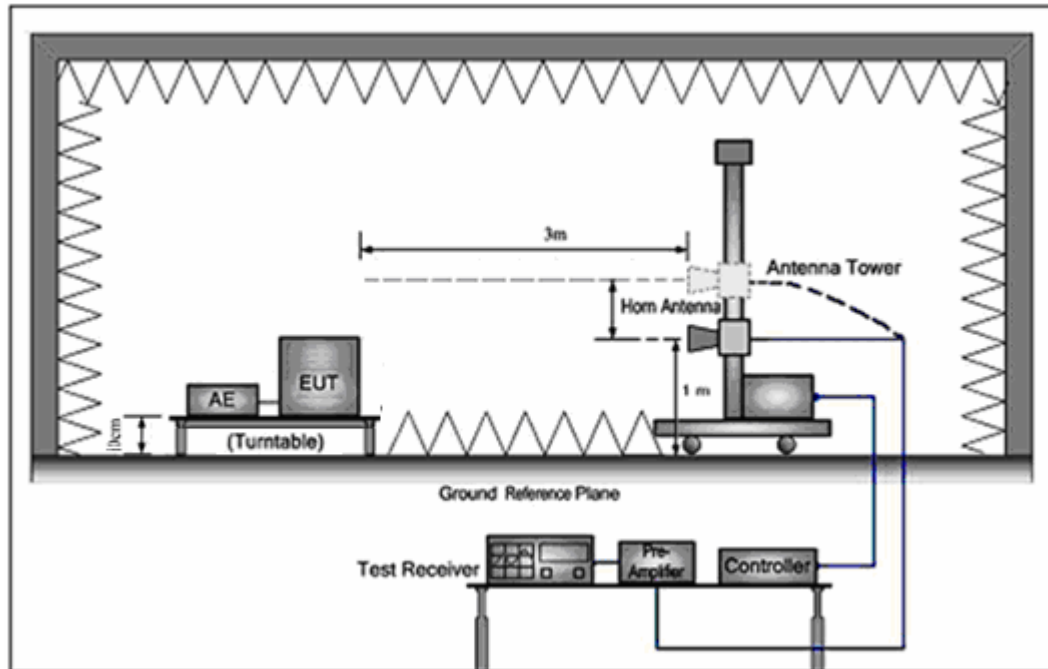 3m
Antenna Tower
Horn Antenna
EUT
AE
1 m
(Turntable)
Ground Reference Plane
Test Receiver
Pre-
Amplifier
Controller